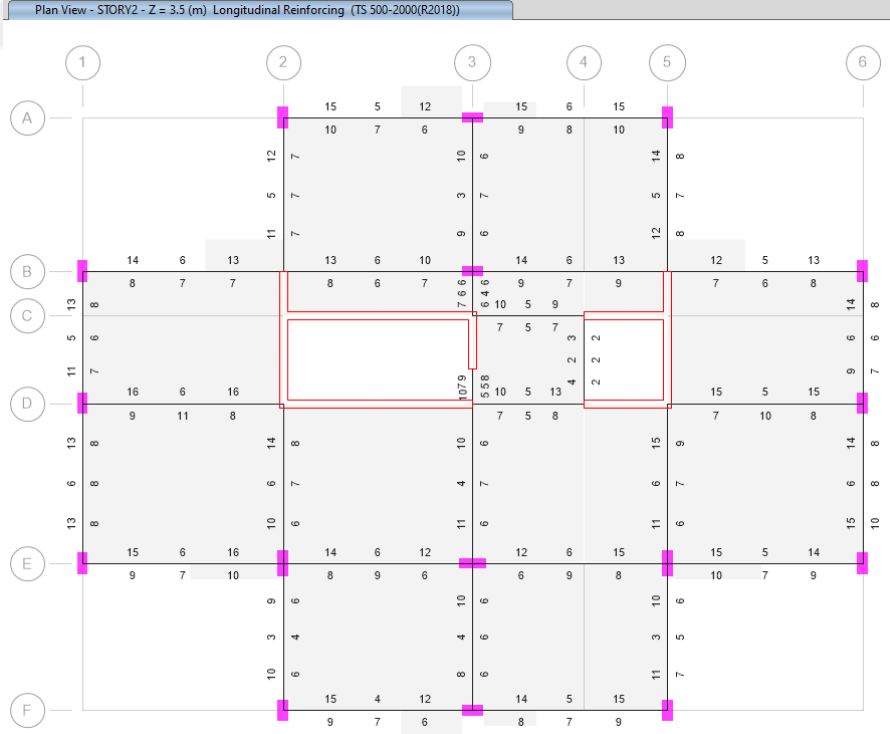 Plan View - STORY2 - Z = 3.5 (m) Longitudinal Reinforcing (TS 500-2000(R2018))
1 2 3 4 5 6
A
15 5 12 15 6 15
10 7 6 9 8 10
12 7 10 6 14 8
5 7 3 7 5 7
11 7 9 6 12 8
14 6 13 13 6 10 14 6 13 12 5 13
B
8 7 7 8 6 7 9 7 9 7 6 8
7 6 6 6 4 6
13 8 10 5 9 14 8
C
7 5 7
5 6 3 2 6 6
2 2
11 7 4 2 9 7
10 7 9 5 5 8
16 6 16 10 5 13 15 5 15
D
9 11 8 7 5 8 7 10 8
13 8 14 8 10 6 15 9 14 8
6 8 6 7 4 7 6 7 6 8
13 8 10 6 11 6 11 6 15 10
15 6 16 14 6 12 12 6 15 15 5 14
E
9 7 10 8 9 6 6 9 8 10 7 9
9 6 10 6 10 6
3 4 4 6 3 5
10 6 8 6 11 7
15 4 12 14 5 15
F
9 7 6 8 7 9